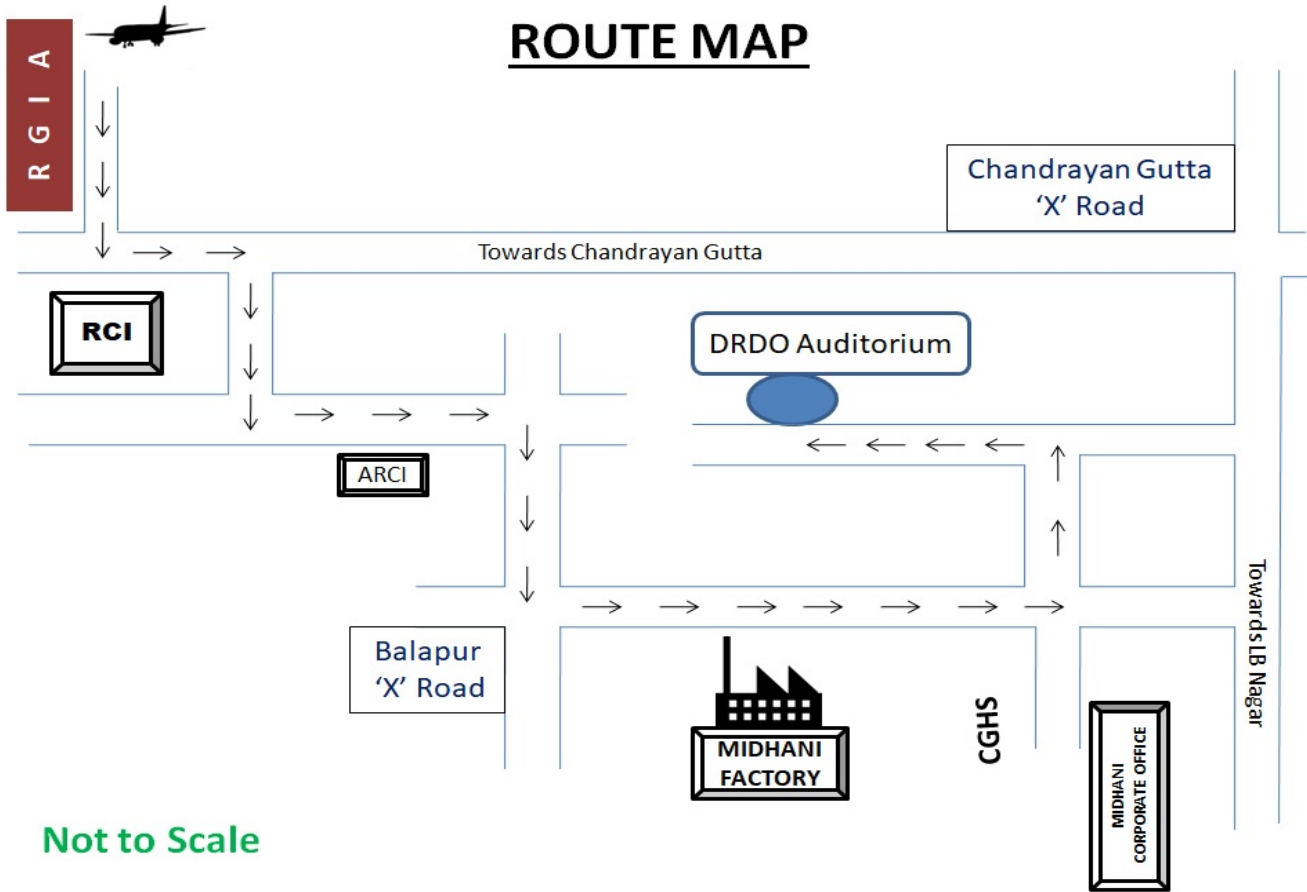 ROUTE MAP
RGIA
Chandrayan Gutta
‘X’ Road
Towards Chandrayan Gutta
RCI
DRDO Auditorium
ARCI
Balapur
‘X’ Road
Towards LB Nagar
MIDHANI
FACTORY
CGHS
MIDHANI
CORPORATE OFFICE
Not to Scale